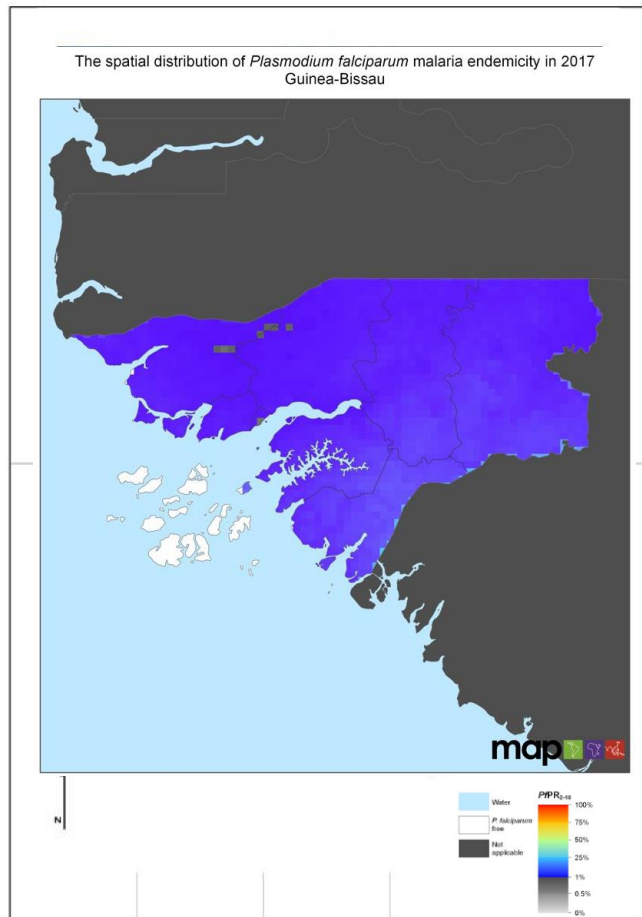 The spatial distribution of Plasmodium falciparum malaria endemicity in 2017
Guinea-Bissau
map
N
Water
P. falciparum
free
Not
applicable
PfPR2-10
100%
75%
50%
25%
1%
0.5%
0%